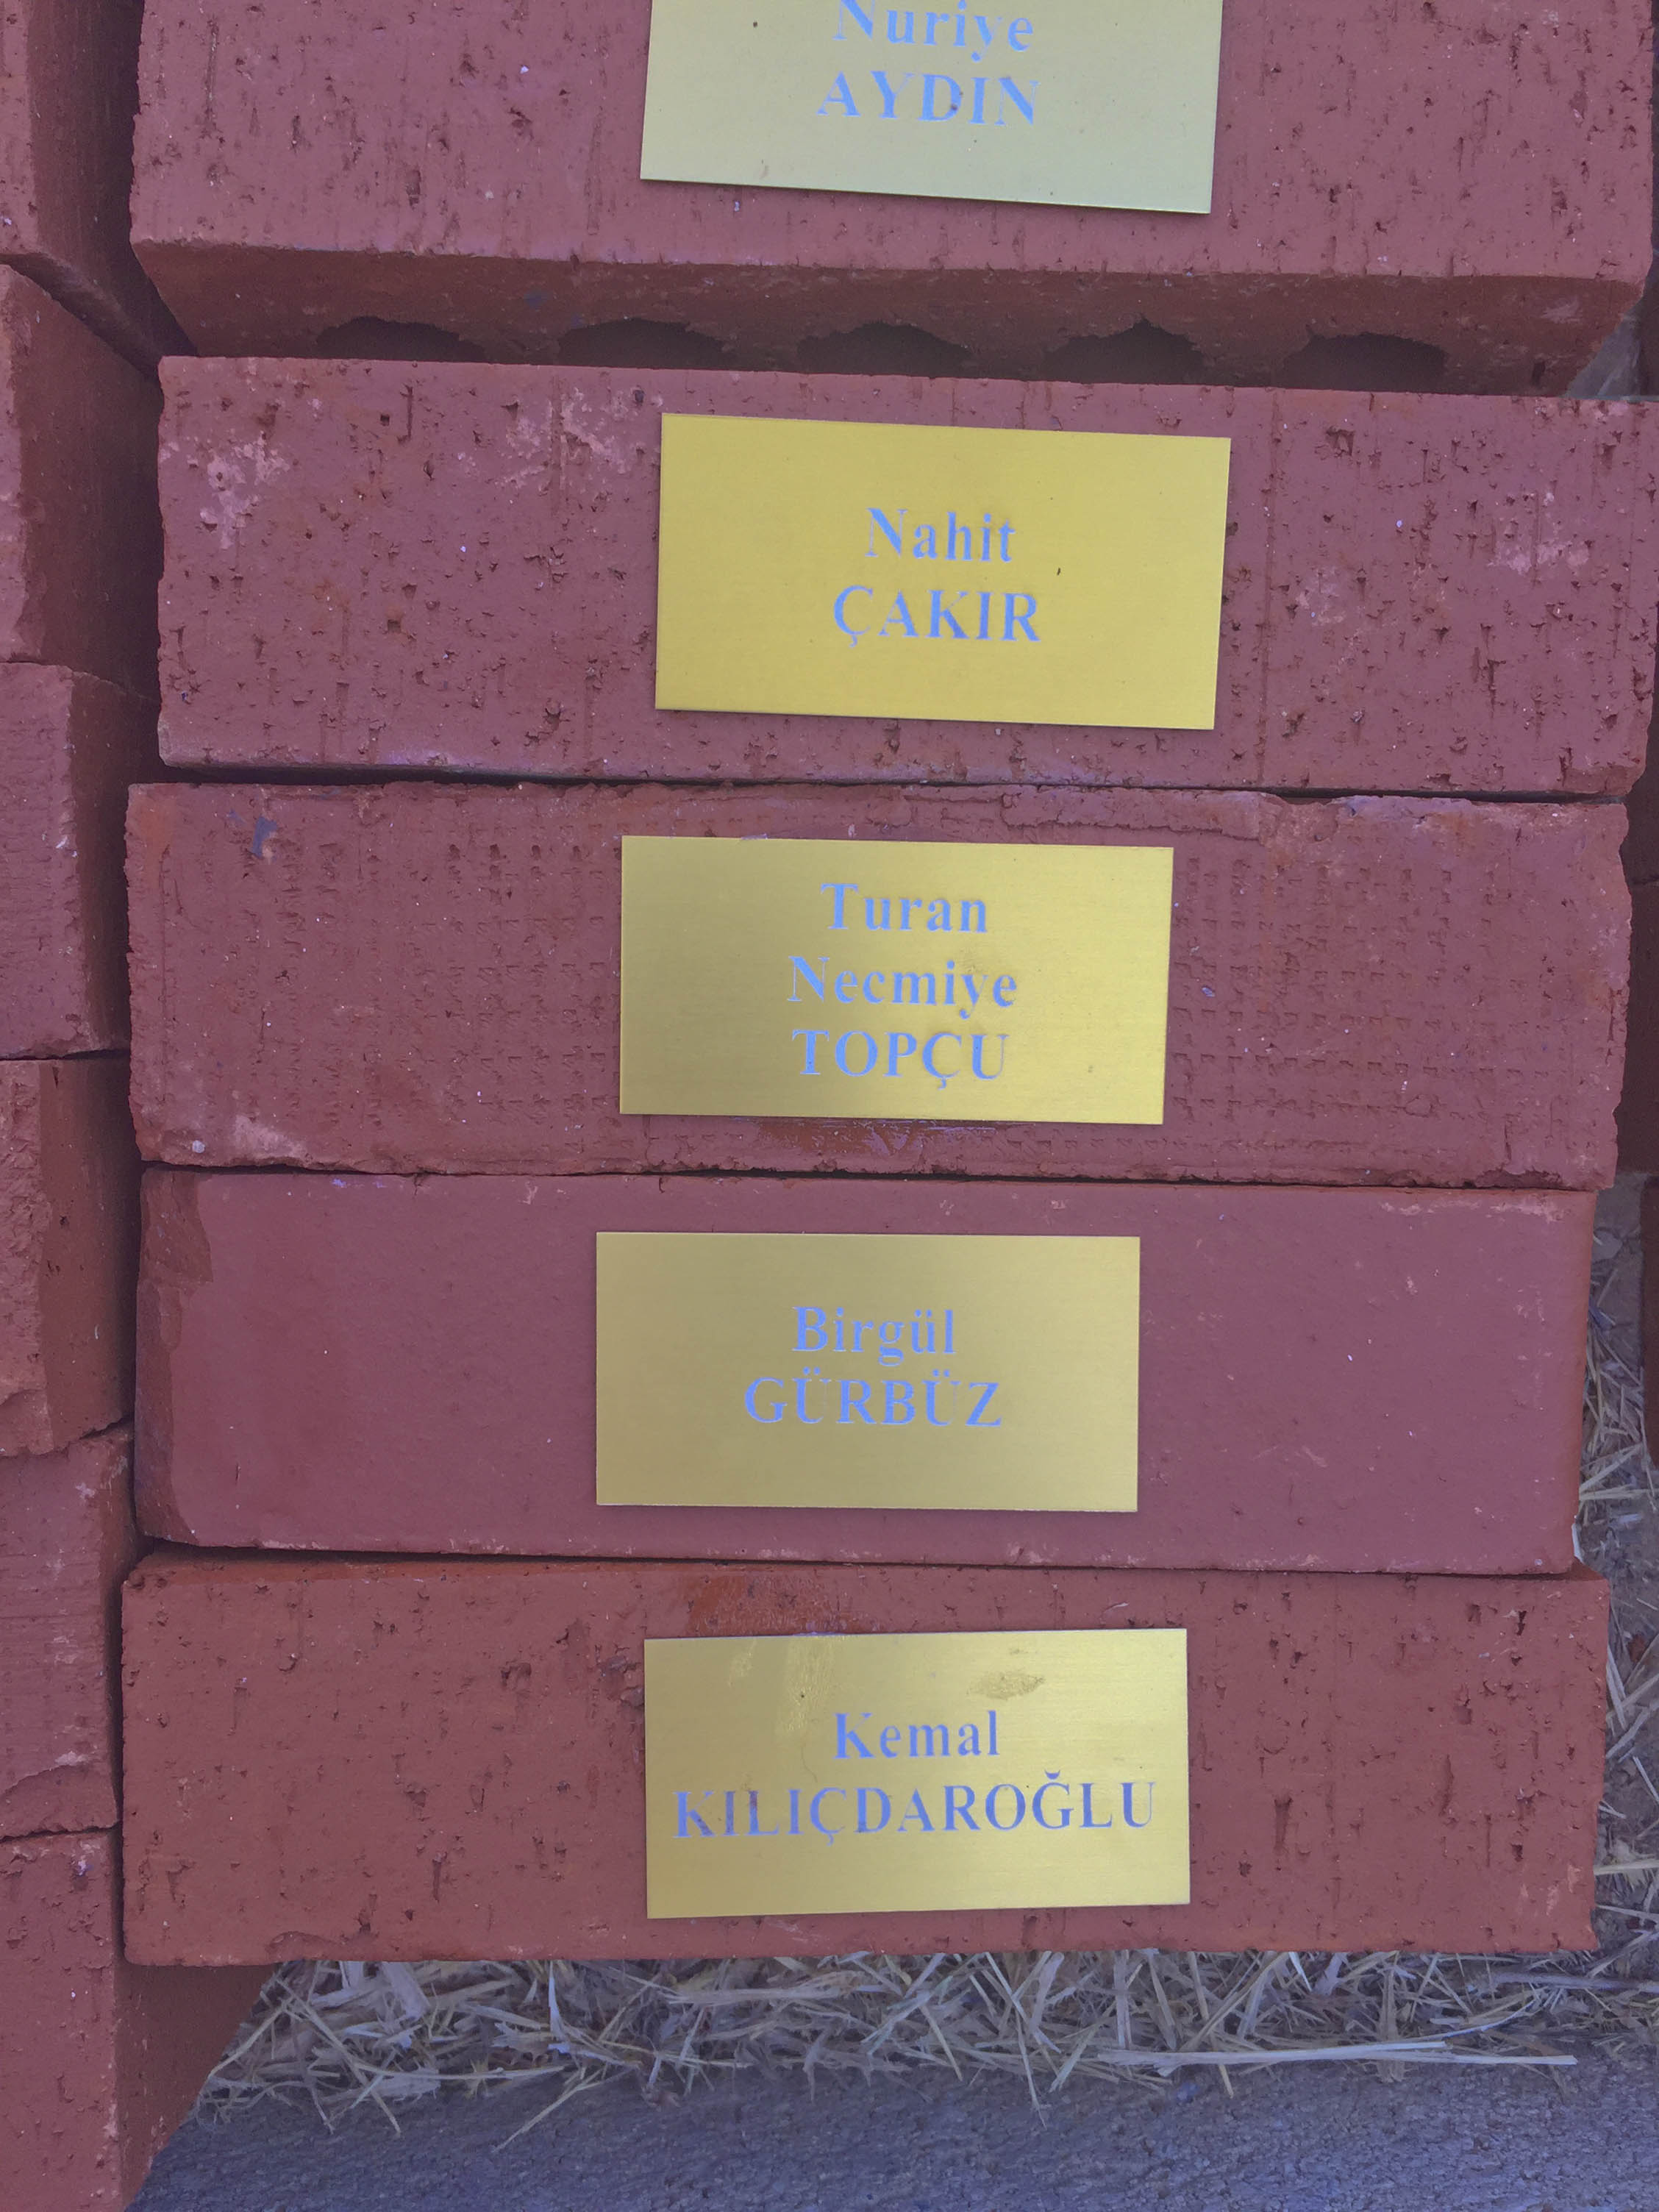 Nuriye
AYDIN
Nahit
ÇAKIR
Turan
Necmiye
TOPÇU
Birgül
GÜRBÜZ
Kemal
KILIÇDAROĞLU